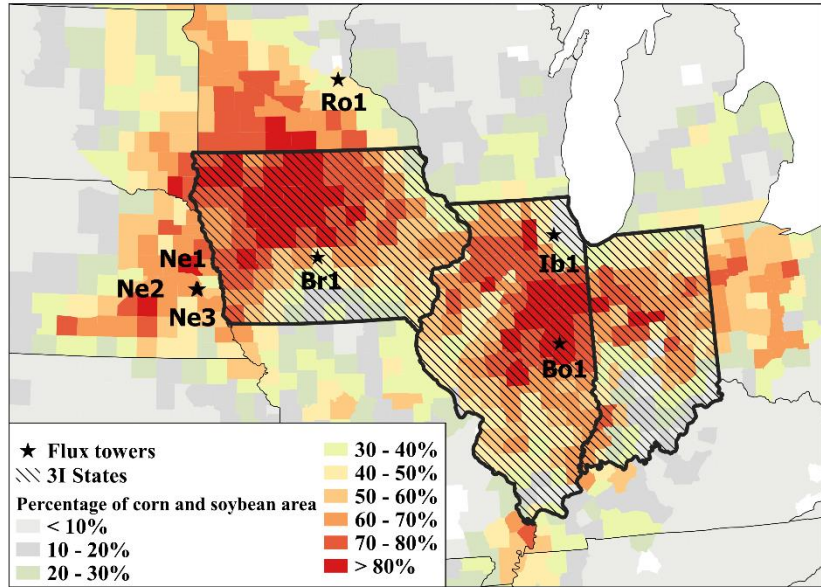 Ro1
Ne1
Br1
Ib1
Ne2
Ne3
Bo1
Flux towers
3I States
Percentage of corn and soybean area
< 10%
10 - 20%
20 - 30%
30 - 40%
40 - 50%
50 - 60%
60 - 70%
70 - 80%
> 80%